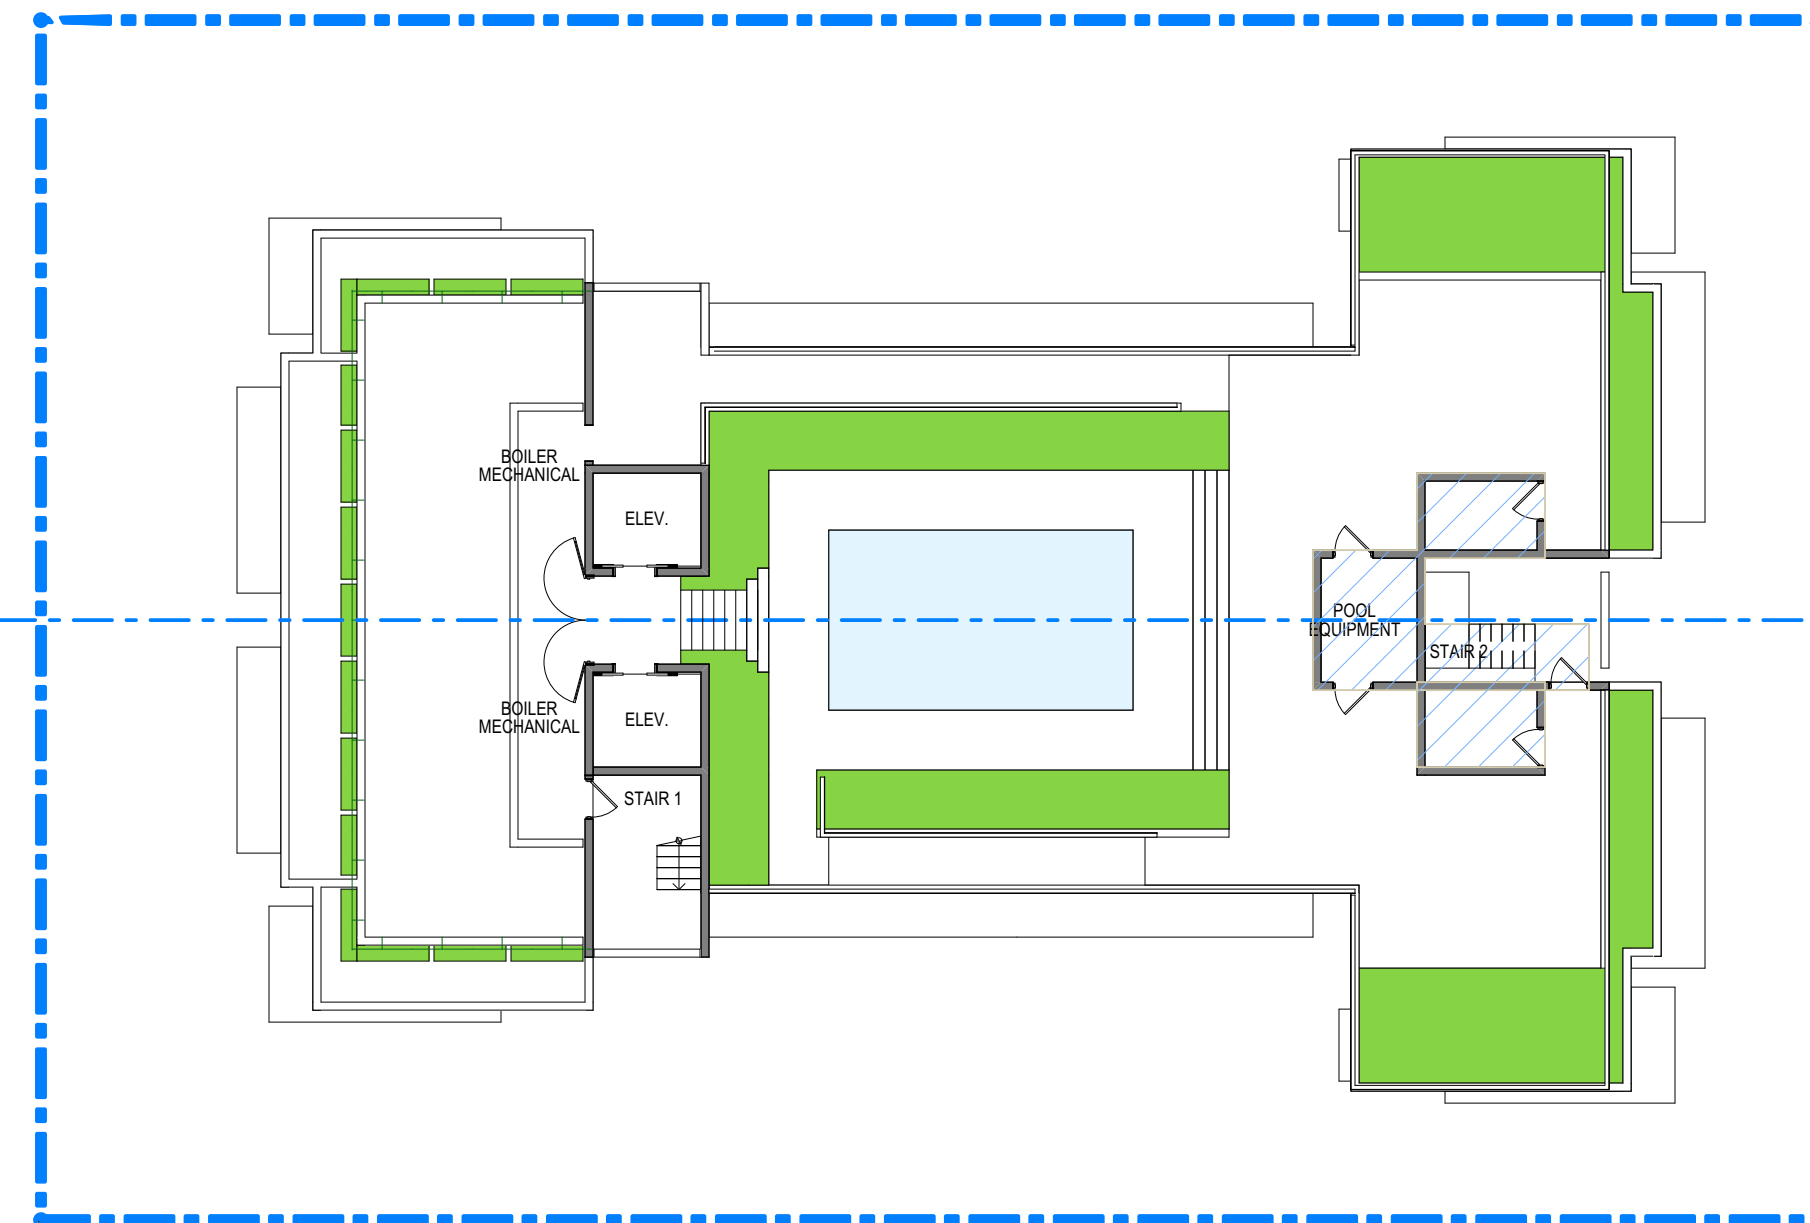 BOILER
MECHANICAL
ELEV.
POOL
EQUIPMENT
STAIR 2
BOILER
MECHANICAL
ELEV.
STAIR 1